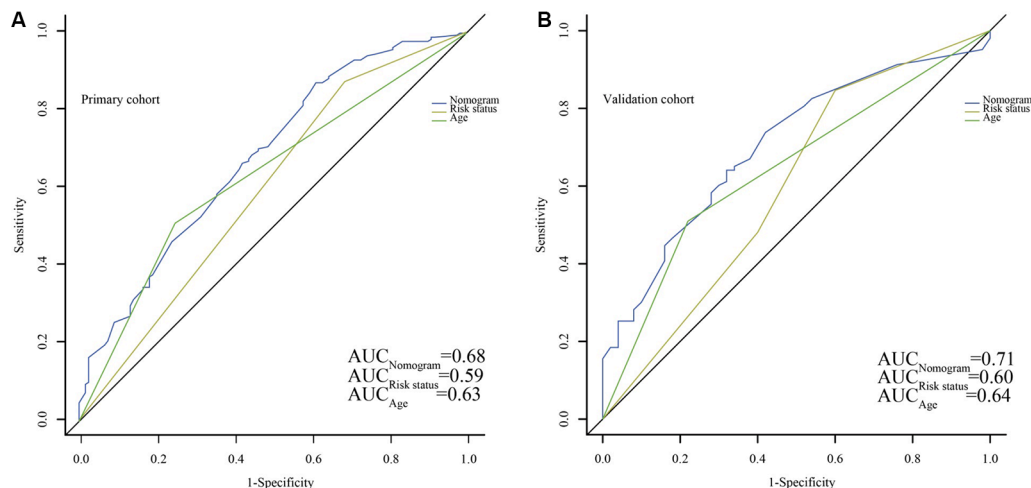 A
Primary cohort
Nomogram
Risk status
Age
Sensitivity
1.0
0.8
0.6
0.4
0.2
0.0
AUCNomogram=0.68
AUCRisk status=0.59
AUCAge=0.63
0.0 0.2 0.4 0.6 0.8 1.0
1-Specificity
B
Validation cohort
Nomogram
Risk status
Age
Sensitivity
1.0
0.8
0.6
0.4
0.2
0.0
AUCNomogram=0.71
AUCRisk status=0.60
AUCAge=0.64
0.0 0.2 0.4 0.6 0.8 1.0
1-Specificity